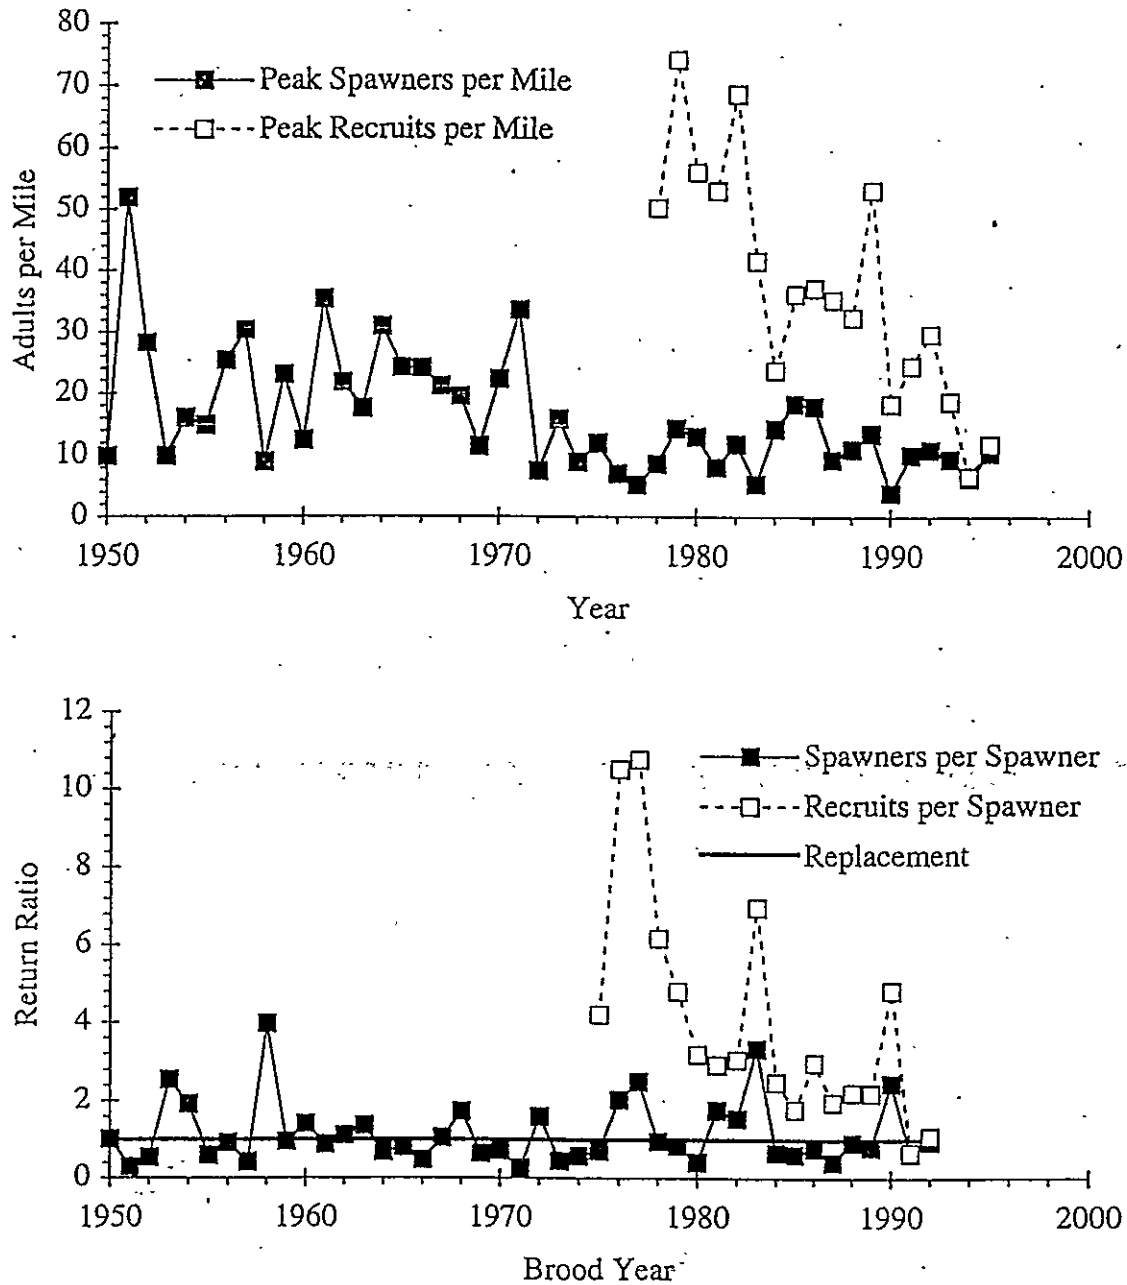 80
70
60
50
40
30
20
10
0
Adults per Mile
Peak Spawners per Mile
Peak Recruits per Mile
1950 1960 1970 1980 1990 2000
Year
12
10
8
6
4
2
0
Return Ratio
Spawners per Spawner
Recruits per Spawner
Replacement
1950 1960 1970 1980 1990 2000
Brood Year